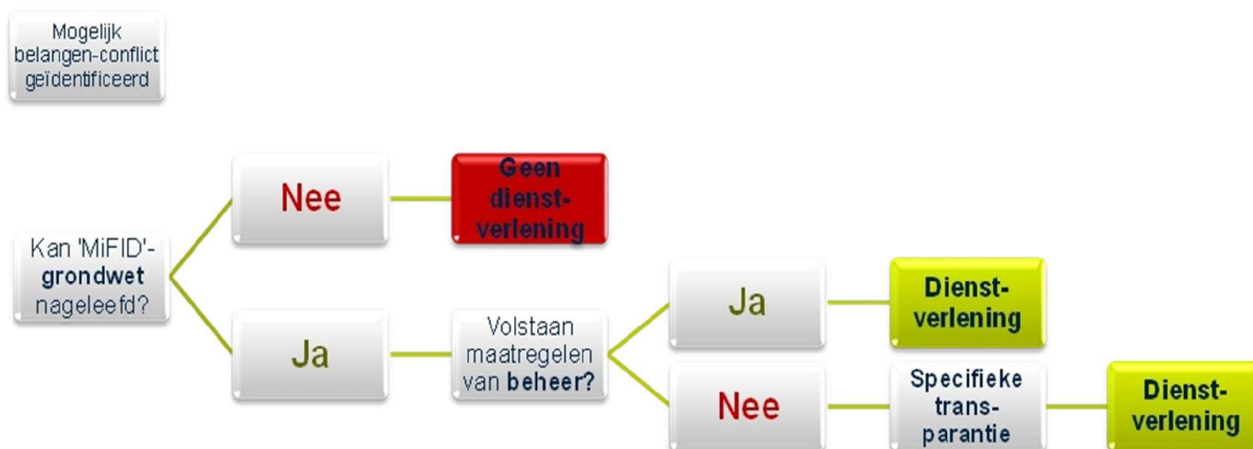 Mogelijk
belangen-conflict
geïdentificeerd
Nee
Geen
dienst-
verlening
Kan 'MiFID'-
grondwet
nageleefd?
Ja
Volstaan
maatregelen
van beheer?
Ja
Dienst-
verlening
Nee
Specifieke
trans-
parantie
Dienst-
verlening